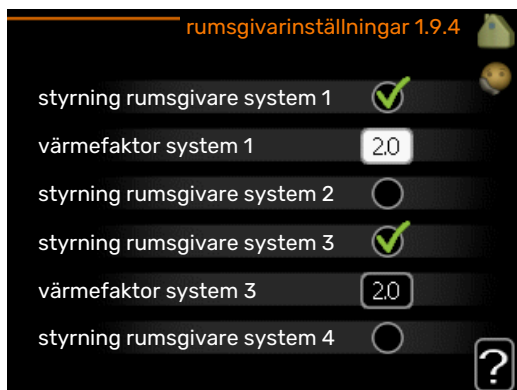 rumsgivarinställningar 1.9.4
styrning rumsgivare system 1
värmefaktor system 1 2.0
styrning rumsgivare system 2
styrning rumsgivare system 3
värmefaktor system 3 2.0
styrning rumsgivare system 4
?